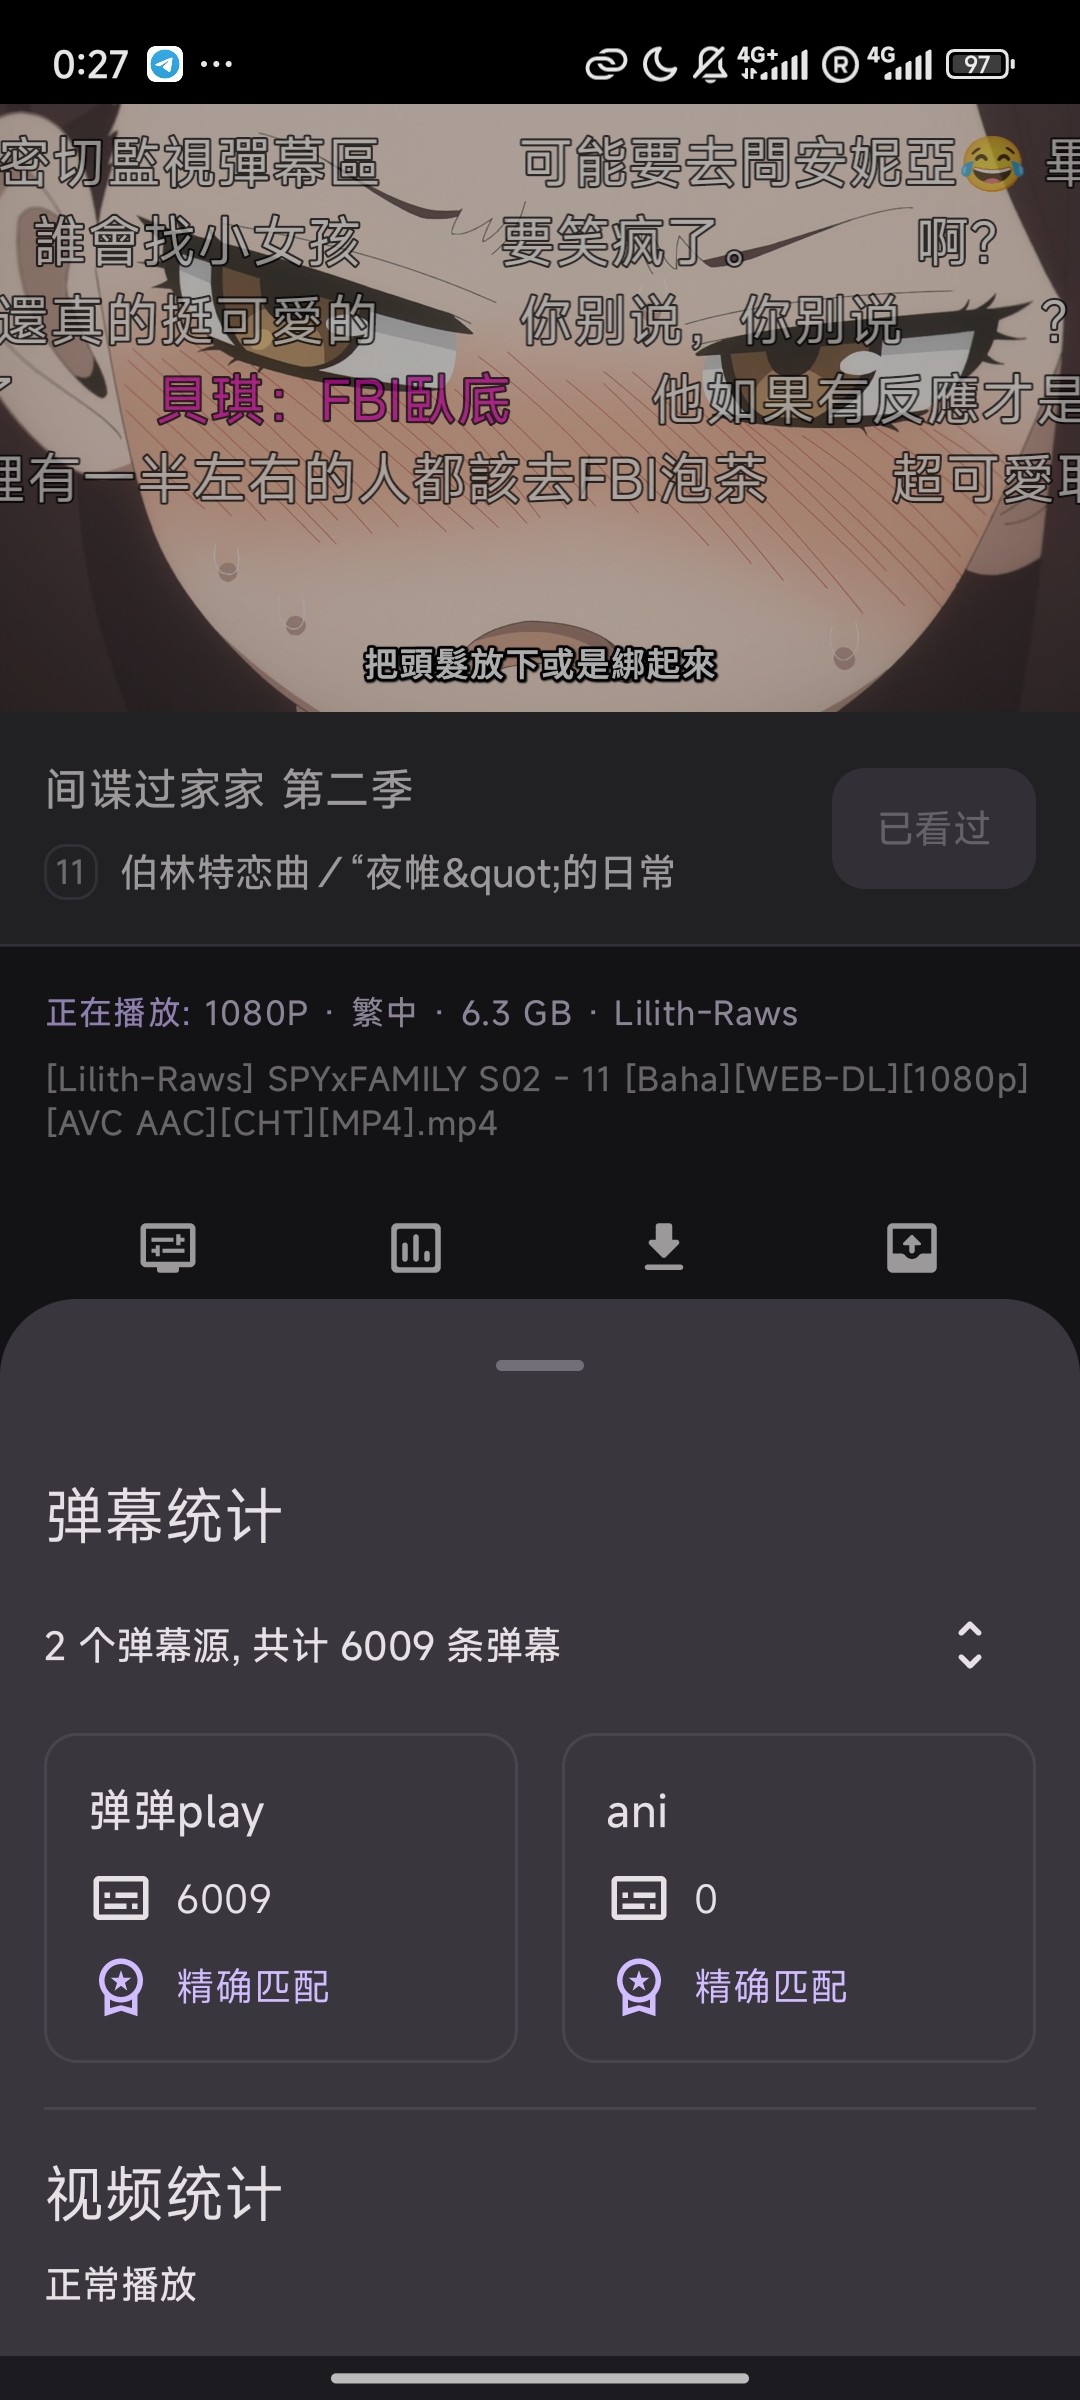 0:27 ... 4G+ R 4G 97
密切監視彈幕區 可能要去問安妮亞😂 畢
誰會找小女孩 要笑疯了。 啊？
還真的挺可愛的 你别说，你别说 ？
了 貝琪：FBI臥底 他如果有反應才是
裡有一半左右的人都該去FBI泡茶 超可愛耶
把頭髮放下或是綁起來
间谍过家家 第二季
已看过
11 伯林特恋曲／“夜帷&quot;的日常
正在播放: 1080P · 繁中 · 6.3 GB · Lilith-Raws
[Lilith-Raws] SPYxFAMILY S02 - 11 [Baha][WEB-DL][1080p]
[AVC AAC][CHT][MP4].mp4
弹幕统计
2 个弹幕源, 共计 6009 条弹幕
弹弹play
6009
精确匹配
ani
0
精确匹配
视频统计
正常播放